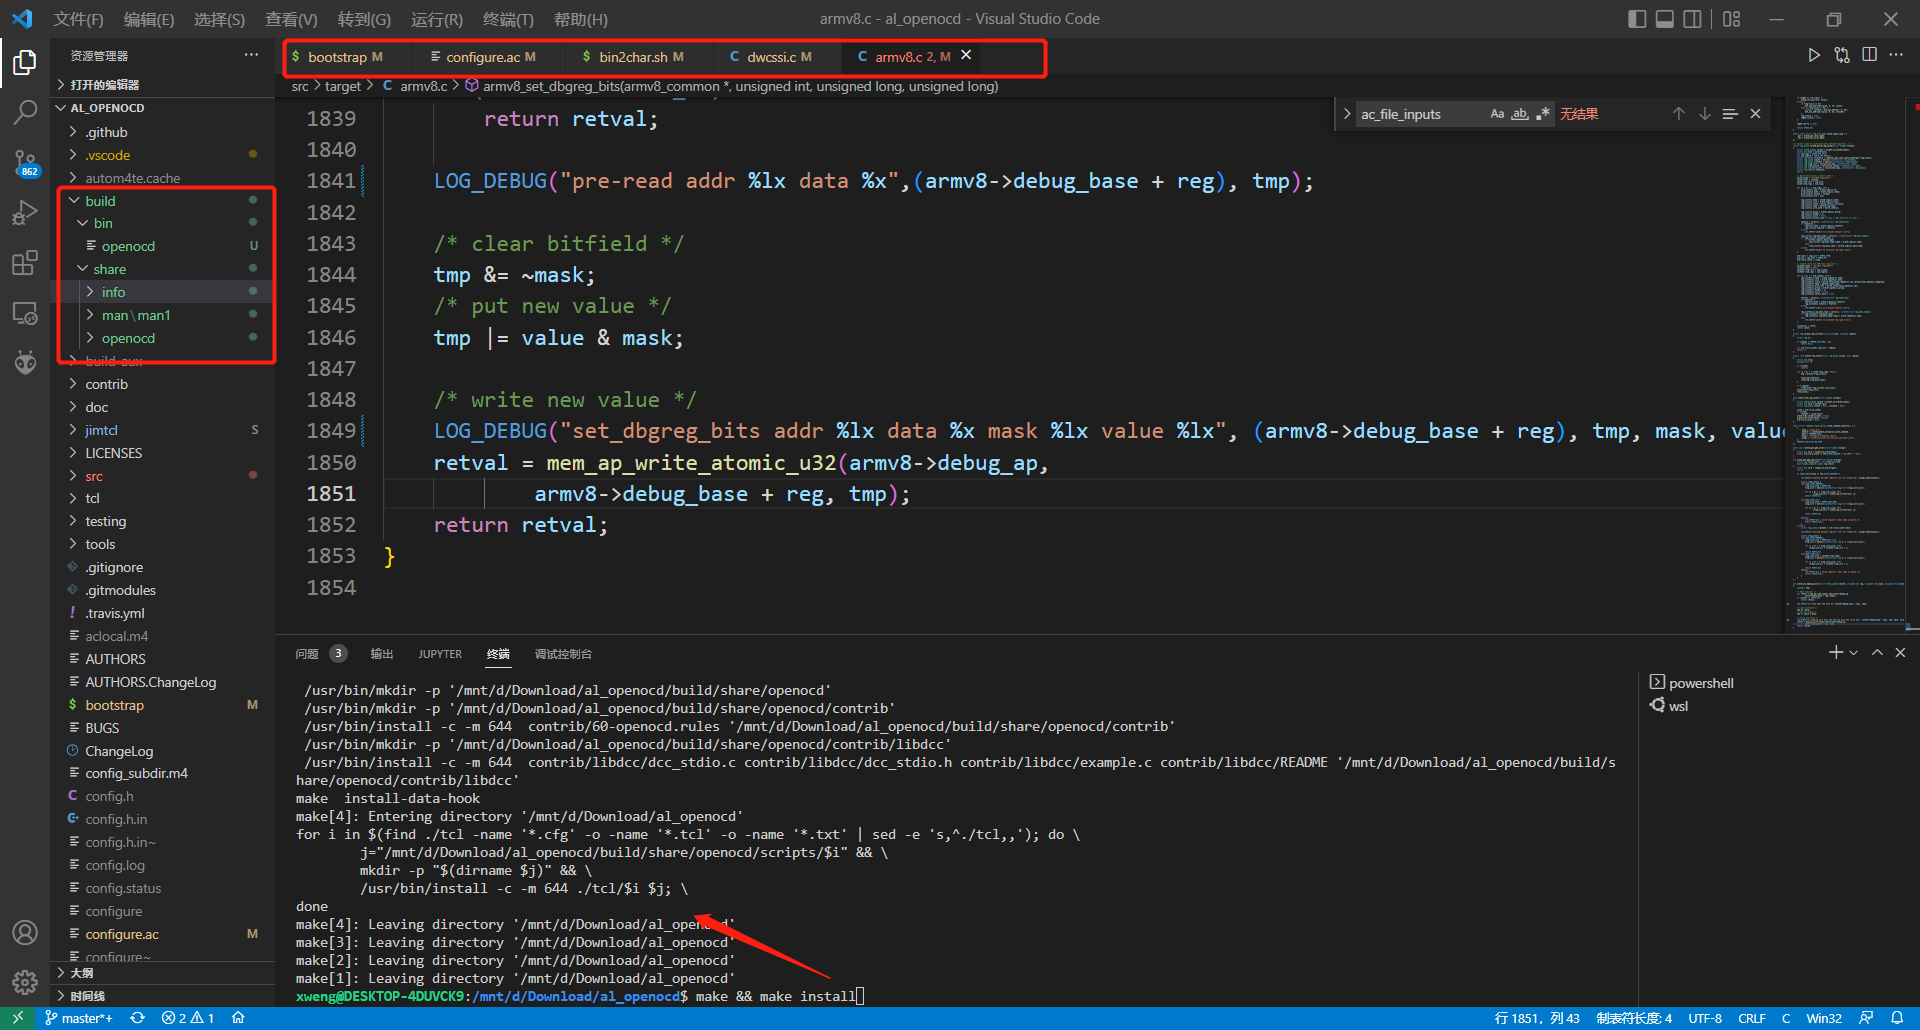 文件(F) 编辑(E) 选择(S) 查看(V) 转到(G) 运行(R) 终端(T) 帮助(H) armv8.c - al_openocd - Visual Studio Code
资源管理器
打开的编辑器
AL_OPENOCD
.github
.vscode
autom4te.cache
build
bin
openocd U
share
info
man\man1
openocd
build-aux
contrib
doc
jimtcl S
LICENSES
src
tcl
testing
tools
.gitignore
.gitmodules
.travis.yml
aclocal.m4
AUTHORS
AUTHORS.ChangeLog
bootstrap M
BUGS
ChangeLog
config_subdir.m4
config.h
config.h.in
config.h.in~
config.log
config.status
configure
configure.ac M
configure~
大纲
时间线
862
bootstrap M configure.ac M bin2char.sh M dwcssi.c M armv8.c 2, M
src > target > C armv8.c > armv8_set_dbgreg_bits(armv8_common *, unsigned int, unsigned long, unsigned long)
ac_file_inputs Aa ab 无结果
1839 return retval;
1840
1841 LOG_DEBUG("pre-read addr %lx data %x",(armv8->debug_base + reg), tmp);
1842
1843 /* clear bitfield */
1844 tmp &= ~mask;
1845 /* put new value */
1846 tmp |= value & mask;
1847
1848 /* write new value */
1849 LOG_DEBUG("set_dbgreg_bits addr %lx data %x mask %lx value %lx", (armv8->debug_base + reg), tmp, mask, valu
1850 retval = mem_ap_write_atomic_u32(armv8->debug_ap,
1851 armv8->debug_base + reg, tmp);
1852 return retval;
1853 }
1854
问题 3 输出 JUPYTER 终端 调试控制台
/usr/bin/mkdir -p '/mnt/d/Download/al_openocd/build/share/openocd'
/usr/bin/mkdir -p '/mnt/d/Download/al_openocd/build/share/openocd/contrib'
/usr/bin/install -c -m 644  contrib/60-openocd.rules '/mnt/d/Download/al_openocd/build/share/openocd/contrib'
/usr/bin/mkdir -p '/mnt/d/Download/al_openocd/build/share/openocd/contrib/libdcc'
/usr/bin/install -c -m 644  contrib/libdcc/dcc_stdio.c contrib/libdcc/dcc_stdio.h contrib/libdcc/example.c contrib/libdcc/README '/mnt/d/Download/al_openocd/build/s
hare/openocd/contrib/libdcc'
make  install-data-hook
make[4]: Entering directory '/mnt/d/Download/al_openocd'
for i in $(find ./tcl -name '*.cfg' -o -name '*.tcl' -o -name '*.txt' | sed -e 's,^./tcl,,'); do \
j="/mnt/d/Download/al_openocd/build/share/openocd/scripts/$i" && \
mkdir -p "$(dirname $j)" && \
/usr/bin/install -c -m 644 ./tcl/$i $j; \
done
make[4]: Leaving directory '/mnt/d/Download/al_openocd'
make[3]: Leaving directory '/mnt/d/Download/al_openocd'
make[2]: Leaving directory '/mnt/d/Download/al_openocd'
make[1]: Leaving directory '/mnt/d/Download/al_openocd'
xweng@DESKTOP-4DUVCK9:/mnt/d/Download/al_openocd$ make && make install
powershell
wsl
master*+ 2 1 行 1851，列 43 制表符长度: 4 UTF-8 CRLF C Win32